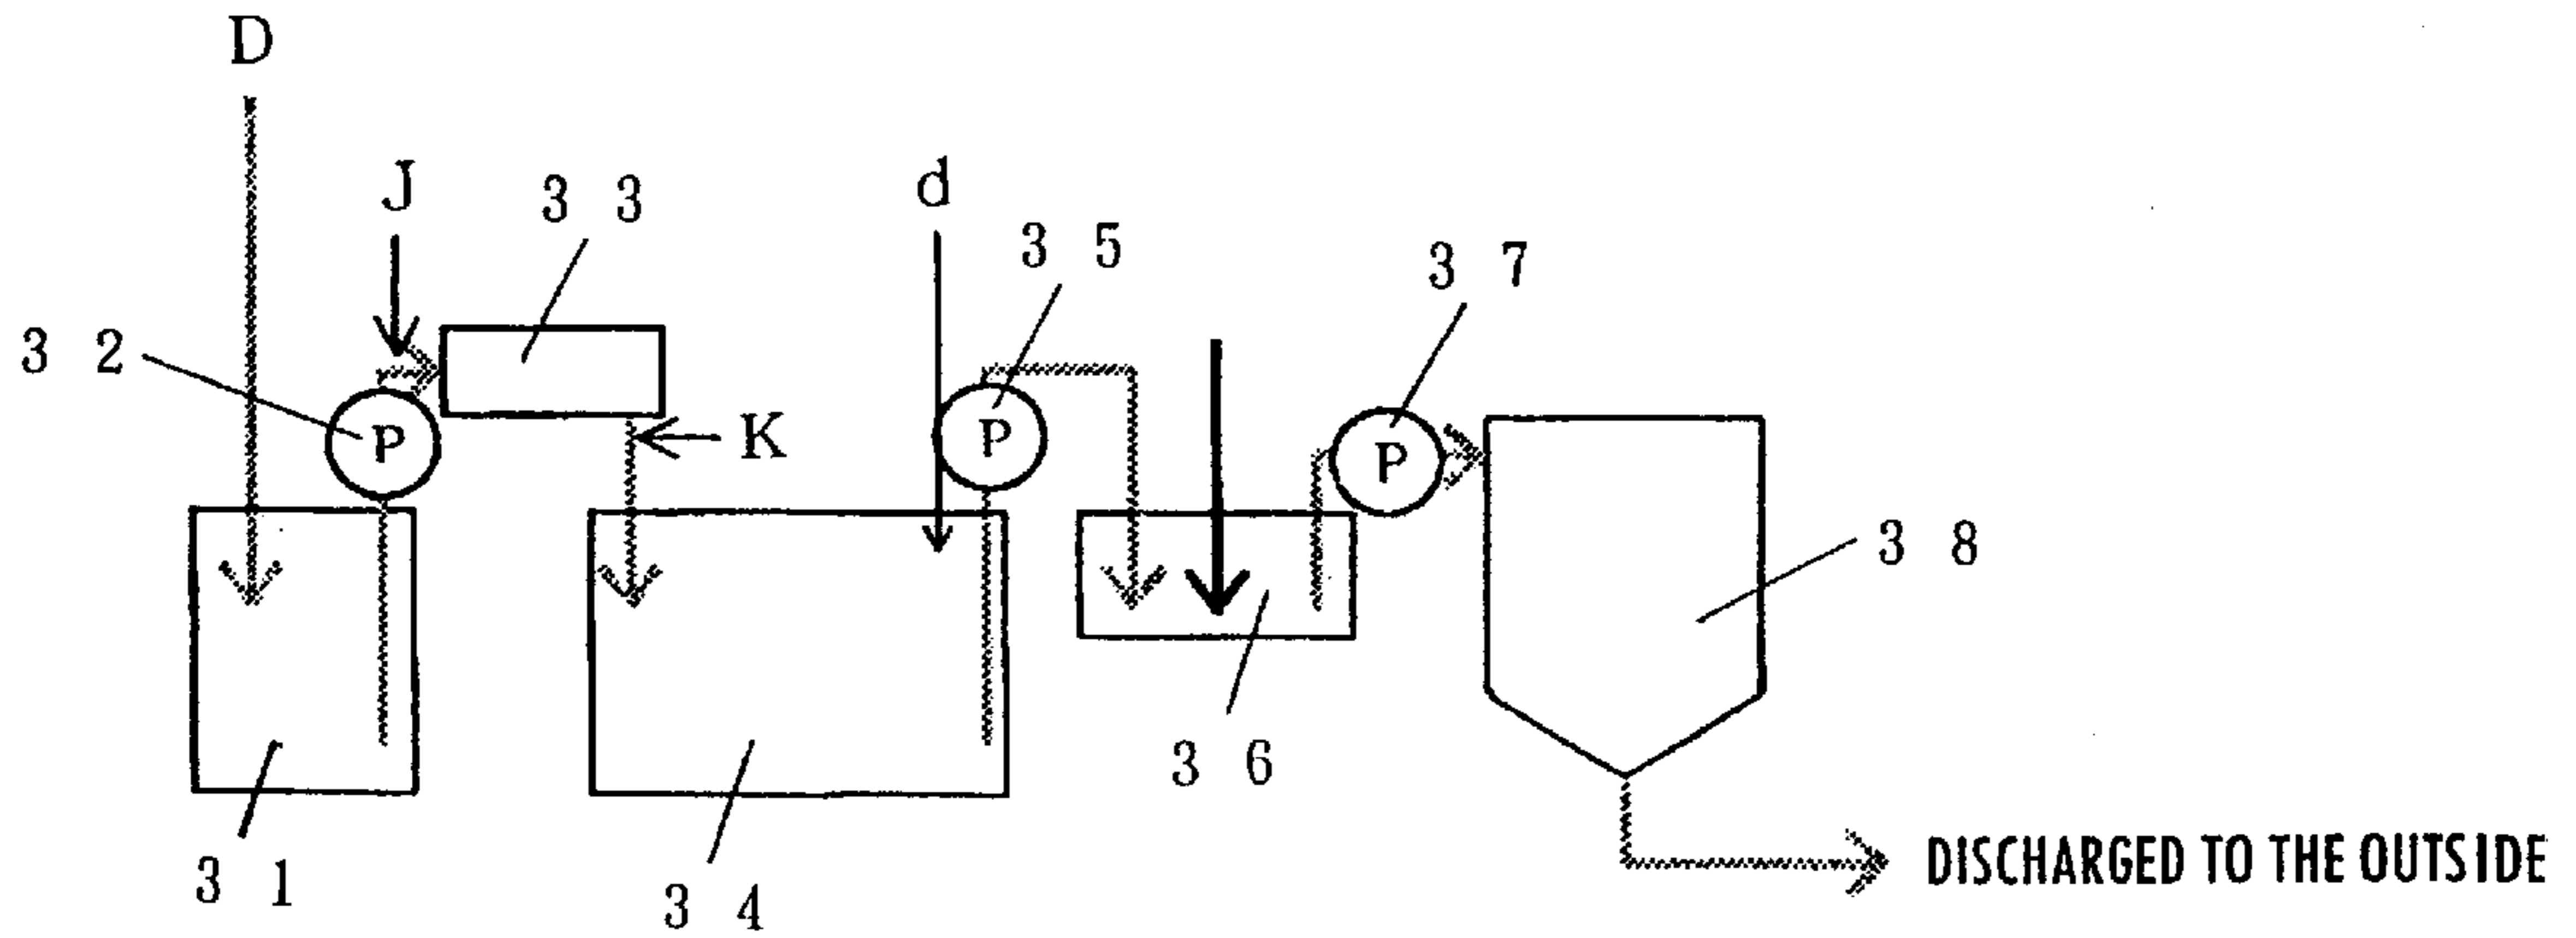 D
J
3 3
d
3 5
3 7
3 2
P
K
P
P
3 8
3 6
3 1
3 4
DISCHARGED TO THE OUTSIDE